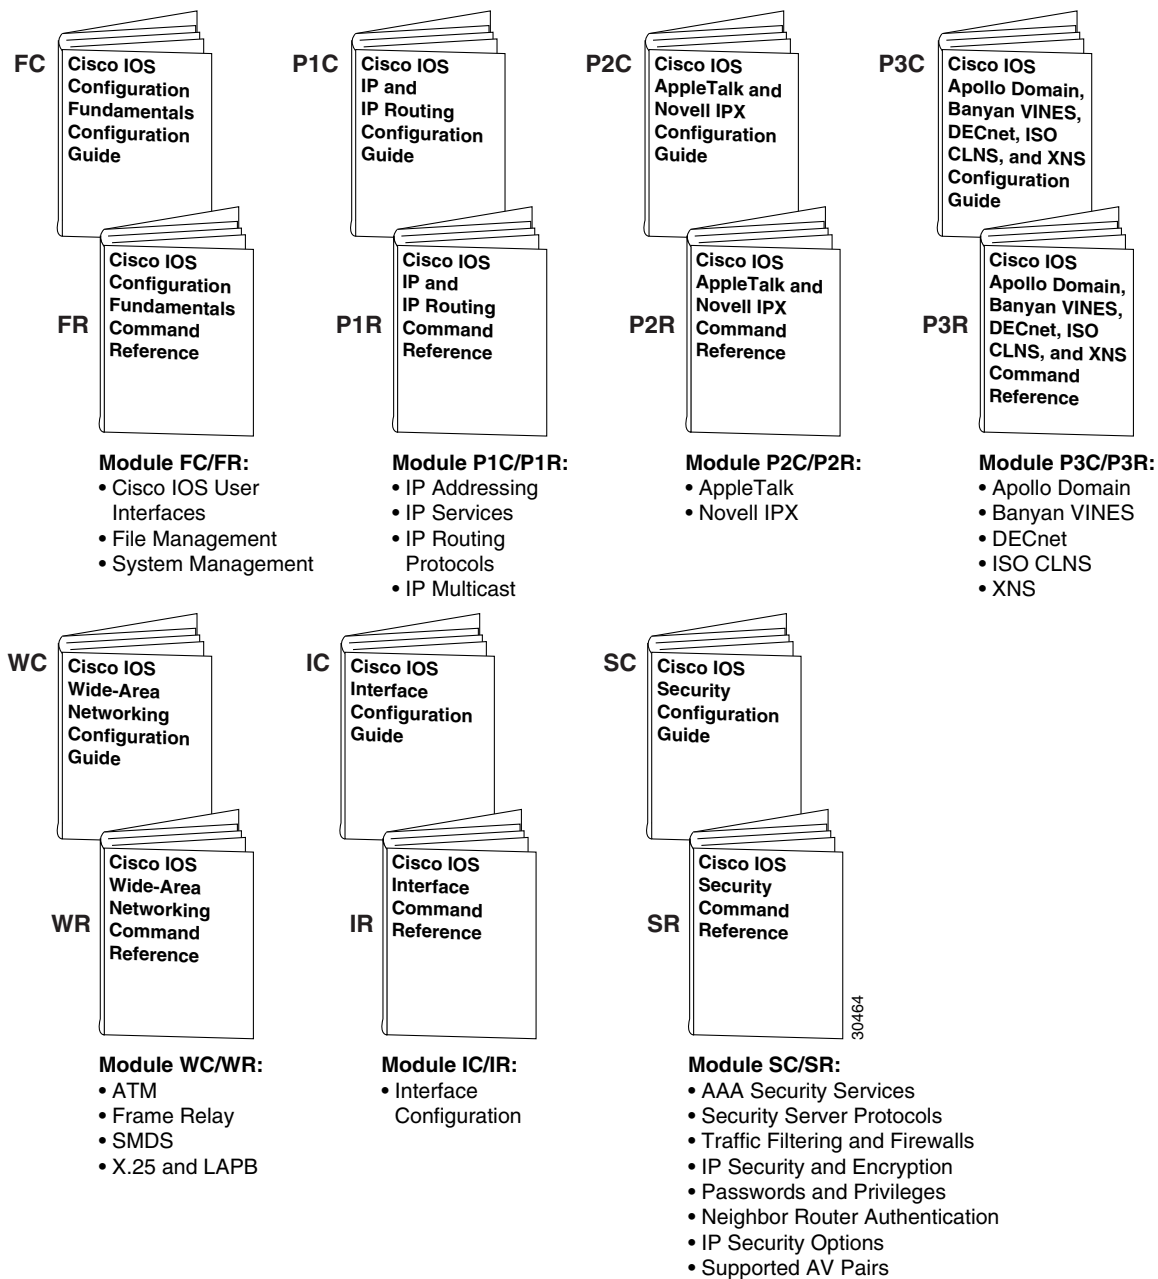 FC
Cisco IOS
Configuration
Fundamentals
Configuration
Guide
FR
Cisco IOS
Configuration
Fundamentals
Command
Reference
Module FC/FR:
• Cisco IOS User
Interfaces
• File Management
• System Management
P1C
Cisco IOS
IP and
IP Routing
Configuration
Guide
P1R
Cisco IOS
IP and
IP Routing
Command
Reference
Module P1C/P1R:
• IP Addressing
• IP Services
• IP Routing
Protocols
• IP Multicast
P2C
Cisco IOS
AppleTalk and
Novell IPX
Configuration
Guide
P2R
Cisco IOS
AppleTalk and
Novell IPX
Command
Reference
Module P2C/P2R:
• AppleTalk
• Novell IPX
P3C
Cisco IOS
Apollo Domain,
Banyan VINES,
DECnet, ISO
CLNS, and XNS
Configuration
Guide
P3R
Cisco IOS
Apollo Domain,
Banyan VINES,
DECnet, ISO
CLNS, and XNS
Command
Reference
Module P3C/P3R:
• Apollo Domain
• Banyan VINES
• DECnet
• ISO CLNS
• XNS
WC
Cisco IOS
Wide-Area
Networking
Configuration
Guide
WR
Cisco IOS
Wide-Area
Networking
Command
Reference
Module WC/WR:
• ATM
• Frame Relay
• SMDS
• X.25 and LAPB
IC
Cisco IOS
Interface
Configuration
Guide
IR
Cisco IOS
Interface
Command
Reference
Module IC/IR:
• Interface
Configuration
SC
Cisco IOS
Security
Configuration
Guide
SR
Cisco IOS
Security
Command
Reference
30464
Module SC/SR:
• AAA Security Services
• Security Server Protocols
• Traffic Filtering and Firewalls
• IP Security and Encryption
• Passwords and Privileges
• Neighbor Router Authentication
• IP Security Options
• Supported AV Pairs